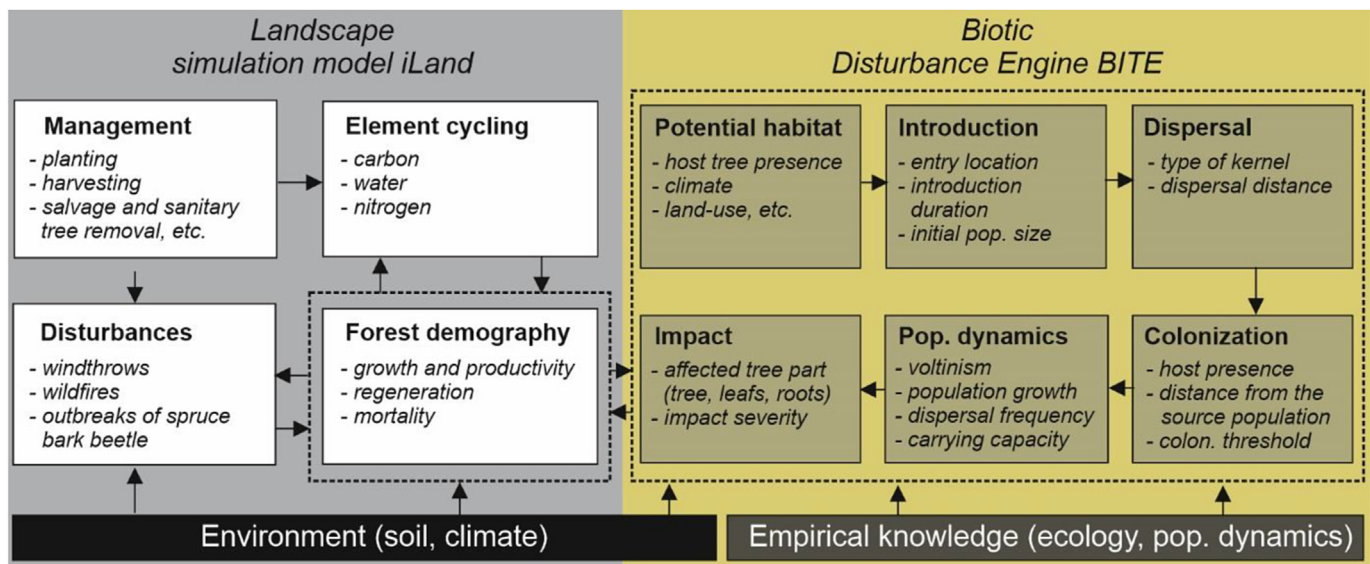 Landscape
simulation model iLand
Biotic
Disturbance Engine BITE
Management
- planting
- harvesting
- salvage and sanitary
tree removal, etc.
Element cycling
- carbon
- water
- nitrogen
Potential habitat
- host tree presence
- climate
- land-use, etc.
Introduction
- entry location
- introduction
duration
- initial pop. size
Dispersal
- type of kernel
- dispersal distance
Disturbances
- windthrows
- wildfires
- outbreaks of spruce
bark beetle
Forest demography
- growth and productivity
- regeneration
- mortality
Impact
- affected tree part
(tree, leafs, roots)
- impact severity
Pop. dynamics
- voltinism
- population growth
- dispersal frequency
- carrying capacity
Colonization
- host presence
- distance from the
source population
- colon. threshold
Environment (soil, climate)
Empirical knowledge (ecology, pop. dynamics)